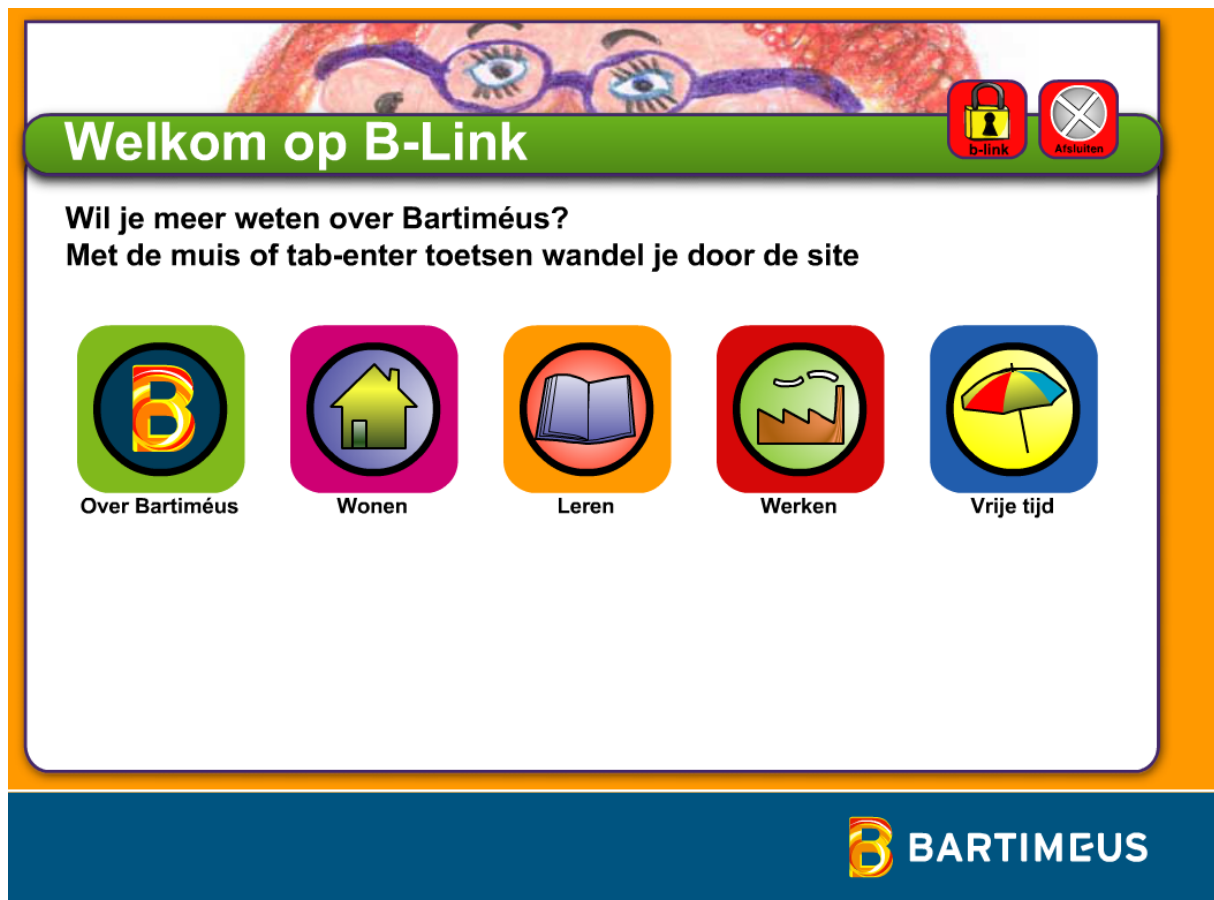 Welkom op B-Link
b-link
Afsluiten
Wil je meer weten over Bartiméus?
Met de muis of tab-enter toetsen wandel je door de site
Over Bartiméus
Wonen
Leren
Werken
Vrije tijd
BARTIMEUS